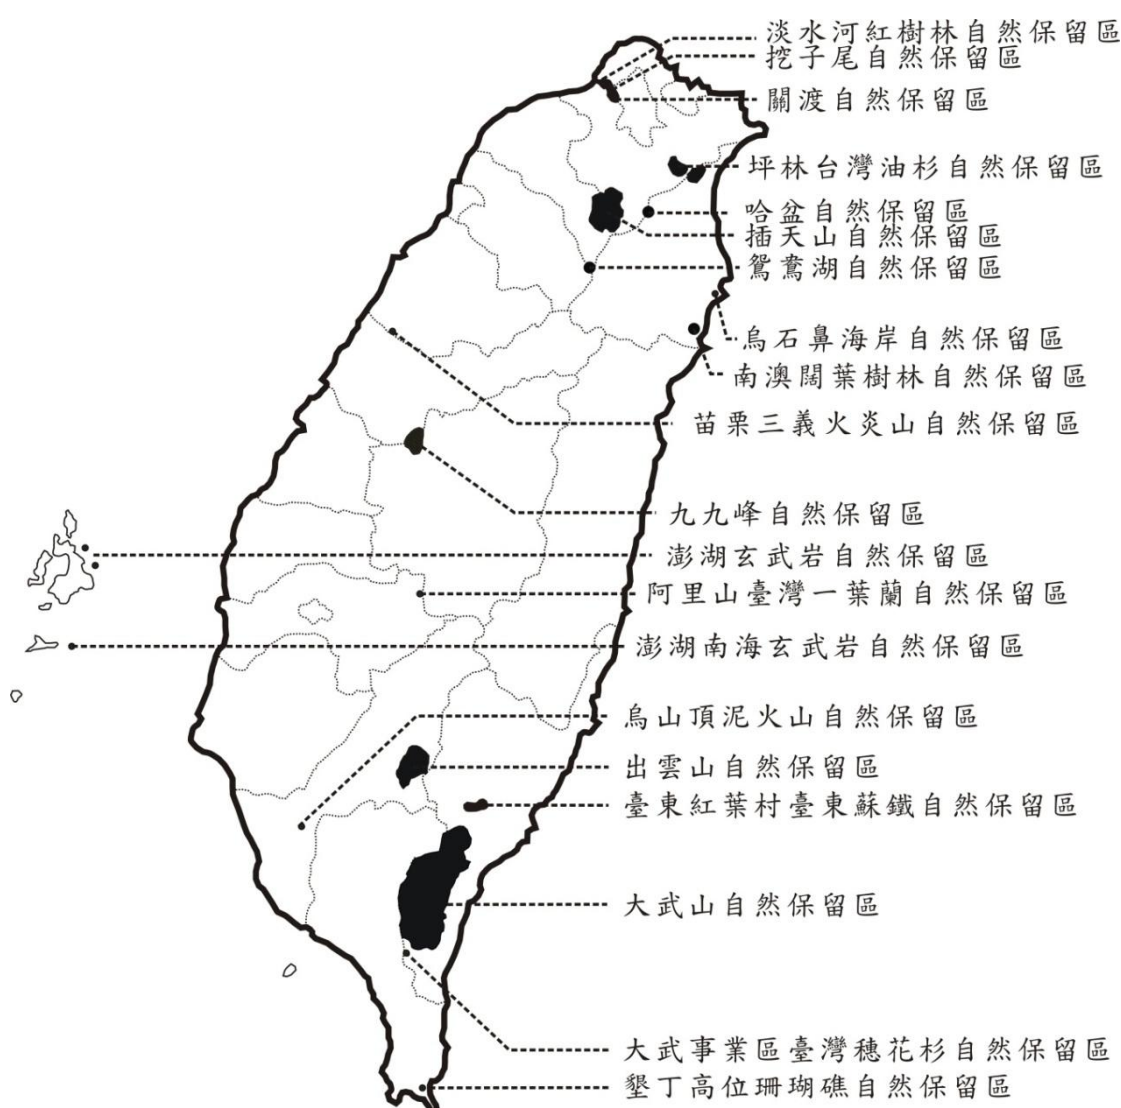 淡水河紅樹林自然保留區
挖子尾自然保留區
關渡自然保留區
坪林台灣油杉自然保留區
哈盆自然保留區
插天山自然保留區
鴛鴦湖自然保留區
烏石鼻海岸自然保留區
南澳闊葉樹林自然保留區
苗栗三義火炎山自然保留區
九九峰自然保留區
澎湖玄武岩自然保留區
阿里山臺灣一葉蘭自然保留區
澎湖南海玄武岩自然保留區
烏山頂泥火山自然保留區
出雲山自然保留區
臺東紅葉村臺東蘇鐵自然保留區
大武山自然保留區
大武事業區臺灣穗花杉自然保留區
墾丁高位珊瑚礁自然保留區